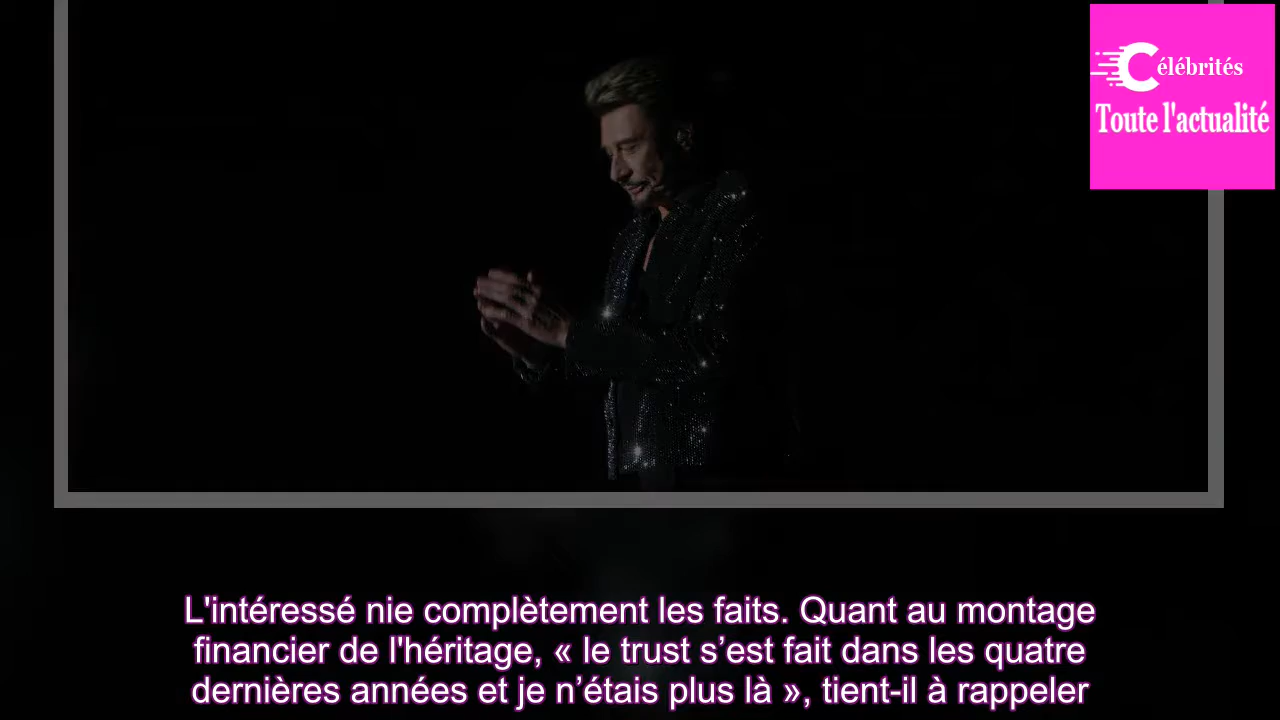 Célébrités
Toute l'actualité
L'intéressé nie complètement les faits. Quant au montage
financier de l'héritage, « le trust s’est fait dans les quatre
dernières années et je n’étais plus là », tient-il à rappeler